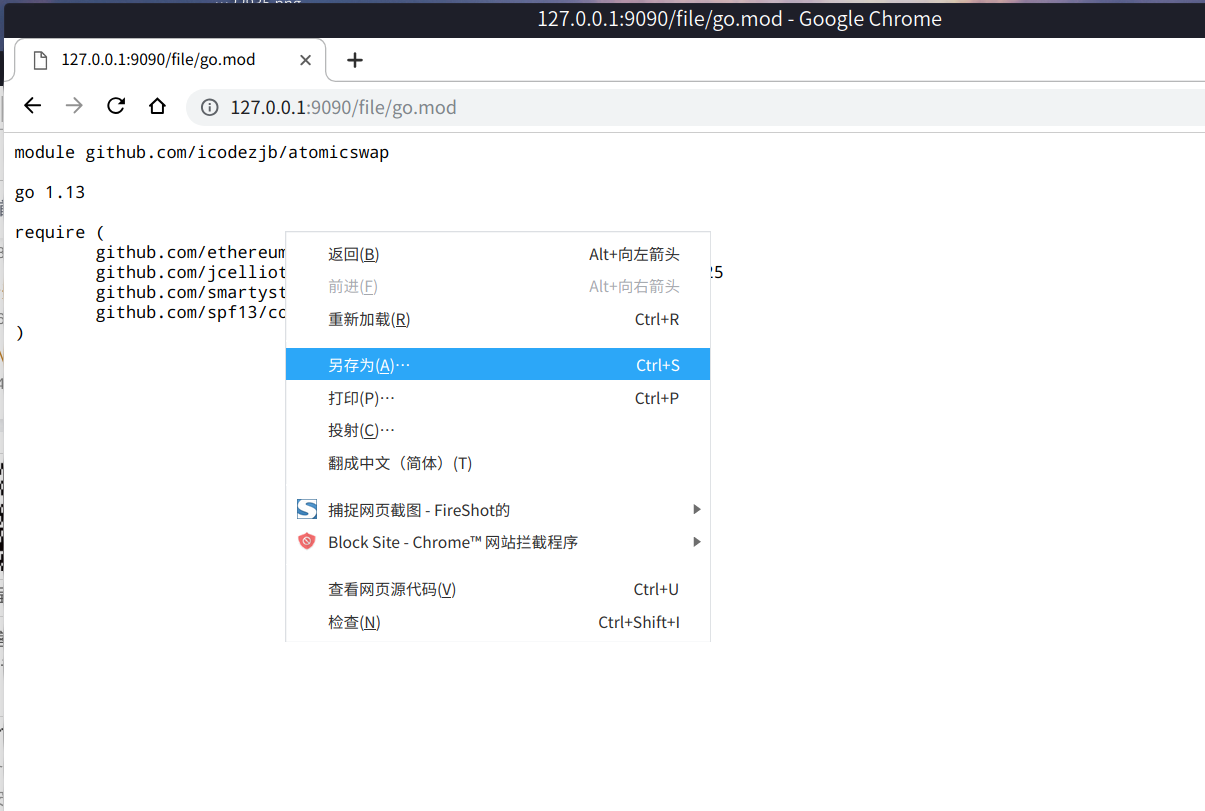 127.0.0.1:9090/file/go.mod - Google Chrome
127.0.0.1:9090/file/go.mod
127.0.0.1:9090/file/go.mod
module github.com/icodezjb/atomicswap
go 1.13
require (
github.com/ethereum
github.com/jcelliot
25
github.com/smartyst
github.com/spf13/co
)
返回(B) Alt+向左箭头
前进(F) Alt+向右箭头
重新加载(R) Ctrl+R
另存为(A)… Ctrl+S
打印(P)… Ctrl+P
投射(C)…
翻成中文（简体）(T)
捕捉网页截图 - FireShot的
Block Site - Chrome™ 网站拦截程序
查看网页源代码(V) Ctrl+U
检查(N) Ctrl+Shift+I